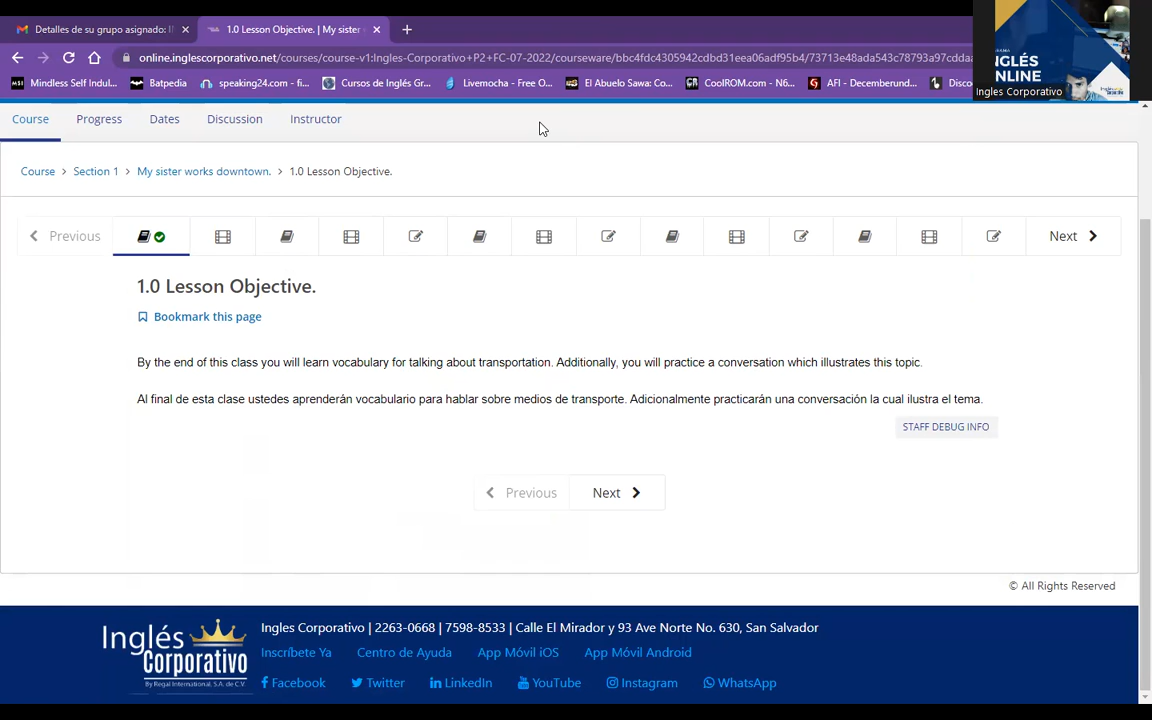 Detalles de su grupo asignado: I
1.0 Lesson Objective. | My sister
INGLÉS
ONLINE
Ingles Corporativo
online.inglescorporativo.net/courses/course-v1:Ingles-Corporativo+P2+FC-07-2022/courseware/bbc4fdc4305942cdbd31eea06adf95b4/73713e48ada543c78793a97cddaa
Mindless Self Indul...
Batpedia
speaking24.com - fi...
Cursos de Inglés Gr...
Livemocha - Free O...
El Abuelo Sawa: Co...
CoolROM.com - N6...
AFI - Decemberund...
Disco
Course
Progress
Dates
Discussion
Instructor
Course > Section 1 > My sister works downtown. > 1.0 Lesson Objective.
Previous
Next
1.0 Lesson Objective.
Bookmark this page
By the end of this class you will learn vocabulary for talking about transportation. Additionally, you will practice a conversation which illustrates this topic.
Al final de esta clase ustedes aprenderán vocabulario para hablar sobre medios de transporte. Adicionalmente practicarán una conversación la cual ilustra el tema.
STAFF DEBUG INFO
Previous
Next
© All Rights Reserved
Inglés
Corporativo
By Regal International, S.A. de C.V.
Ingles Corporativo | 2263-0668 | 7598-8533 | Calle El Mirador y 93 Ave Norte No. 630, San Salvador
Inscríbete Ya
Centro de Ayuda
App Móvil iOS
App Móvil Android
Facebook
Twitter
LinkedIn
YouTube
Instagram
WhatsApp